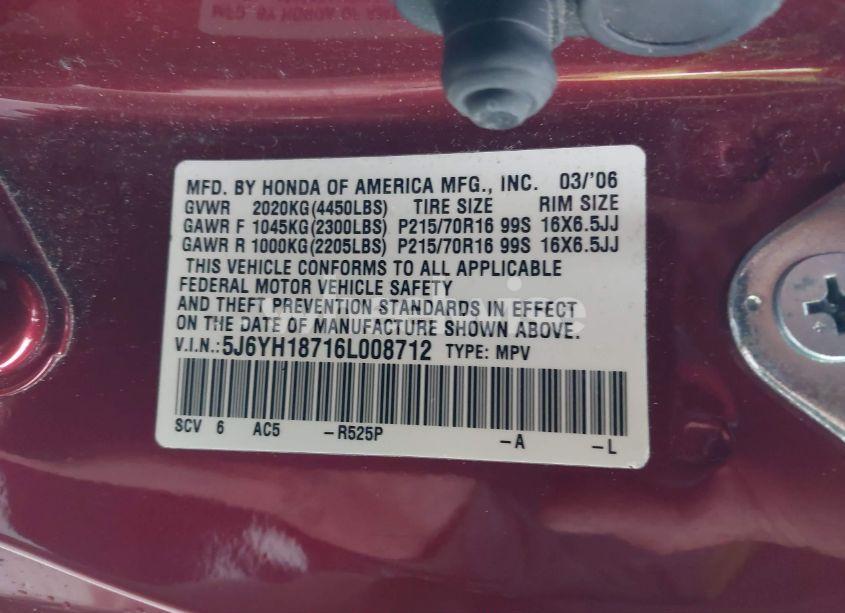 MFD. BY HONDA OF AMERICA MFG., INC. 03/'06
GVWR 2020KG(4450LBS) TIRE SIZE RIM SIZE
GAWR F 1045KG(2300LBS) P215/70R16 99S 16X6.5JJ
GAWR R 1000KG(2205LBS) P215/70R16 99S 16X6.5JJ
THIS VEHICLE CONFORMS TO ALL APPLICABLE
FEDERAL MOTOR VEHICLE SAFETY
AND THEFT PREVENTION STANDARDS IN EFFECT
ON THE DATE OF MANUFACTURE SHOWN ABOVE.
V.I.N.: 5J6YH18716L008712 TYPE: MPV
SCV 6 AC5 -R525P -A -L